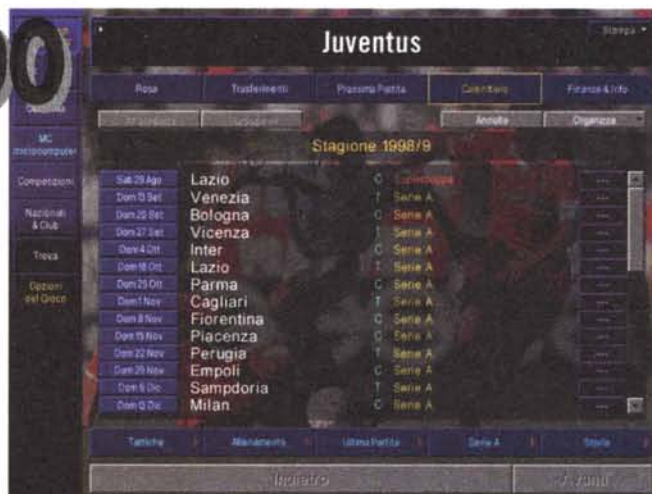 00
Juventus
Stampa
Rosa Trasferimenti Prossima Partita Calendario Finanze & Info
Annate Organizza
Stagione 1998/9
MC
microcomputer
Competizioni
Nazionali
& Club
Trova
Opzioni
del Gioco
Sab 29 Ago Lazio C Supercoppa ---
Dom 13 Set Venezia T Serie A ---
Dom 20 Set Bologna C Serie A ---
Dom 27 Set Vicenza T Serie A ---
Dom 4 Ott Inter C Serie A ---
Dom 18 Ott Lazio T Serie A ---
Dom 25 Ott Parma C Serie A ---
Dom 1 Nov Cagliari T Serie A ---
Dom 8 Nov Fiorentina Serie A ---
Dom 15 Nov Piacenza Serie A ---
Dom 22 Nov Perugia T Serie A ---
Dom 29 Nov Empoli C Serie A ---
Dom 6 Dic Sampdoria T Serie A ---
Dom 13 Dic Milan C Serie A ---
Tattiche Allenamento Ultima Partita Serie A Storia
Indietro Avanti